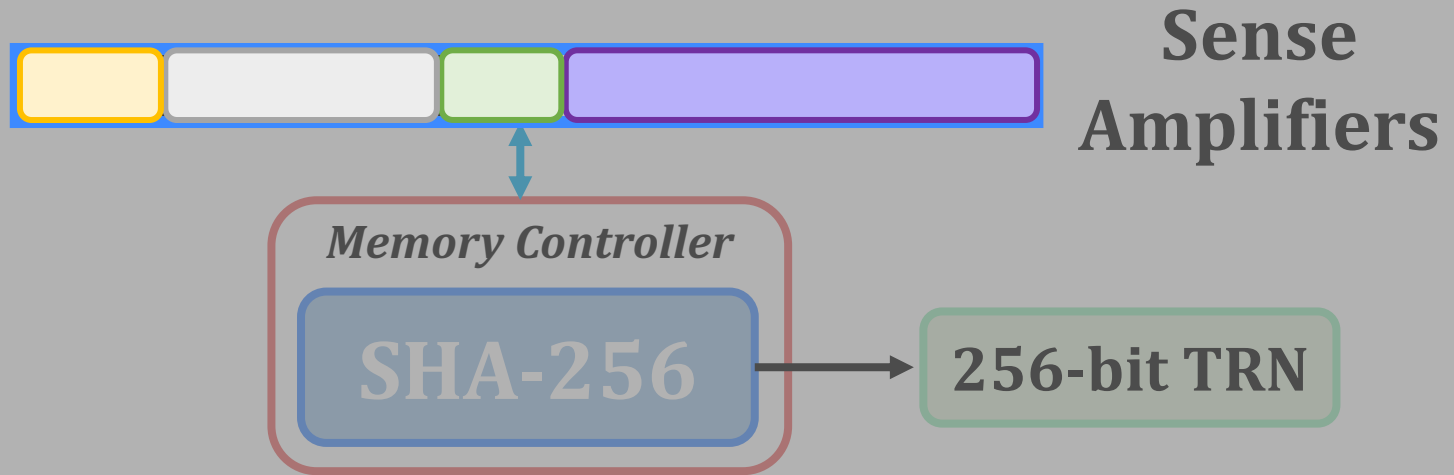 Sense
Amplifiers
Memory Controller
SHA-256
256-bit TRN